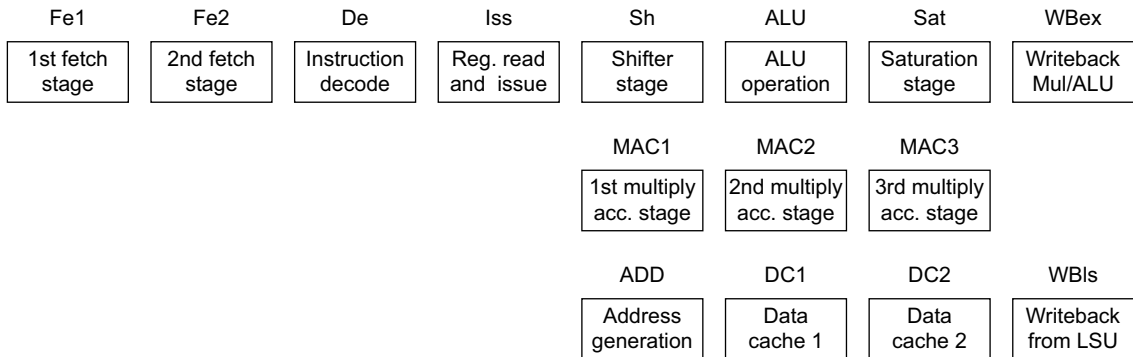 Fe1 Fe2 De Iss Sh ALU Sat WBex
1st fetch 2nd fetch Instruction Reg. read Shifter ALU Saturation Writeback
stage stage decode and issue stage operation stage Mul/ALU
MAC1 MAC2 MAC3
1st multiply 2nd multiply 3rd multiply
acc. stage acc. stage acc. stage
ADD DC1 DC2 WBls
Address Data Data Writeback
generation cache 1 cache 2 from LSU